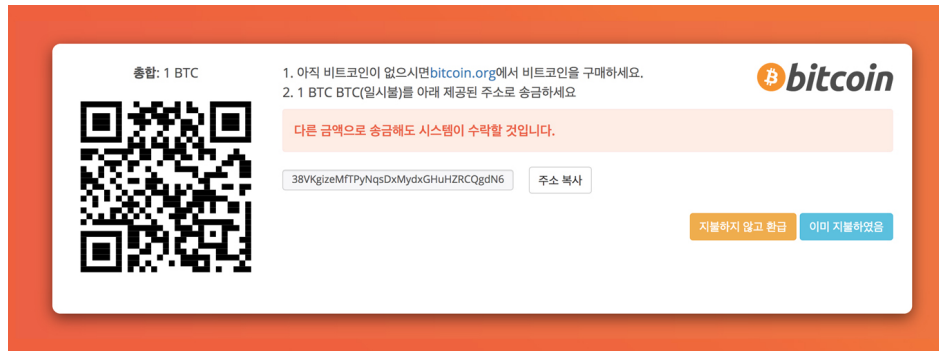 총합: 1 BTC
1. 아직 비트코인이 없으시면bitcoin.org에서 비트코인을 구매하세요.
2. 1 BTC BTC(일시불)를 아래 제공된 주소로 송금하세요
bitcoin
다른 금액으로 송금해도 시스템이 수락할 것입니다.
38VKgizeMfTPyNqsDxMydxGHuHZRCQgdN6
주소 복사
지불하지 않고 환급
이미 지불하였음